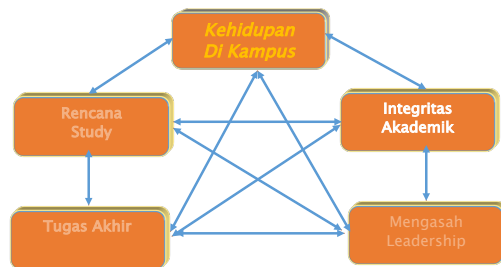 Kehidupan
Di Kampus
Rencana
Study
Integritas
Akademik
Tugas Akhir
Mengasah
Leadership